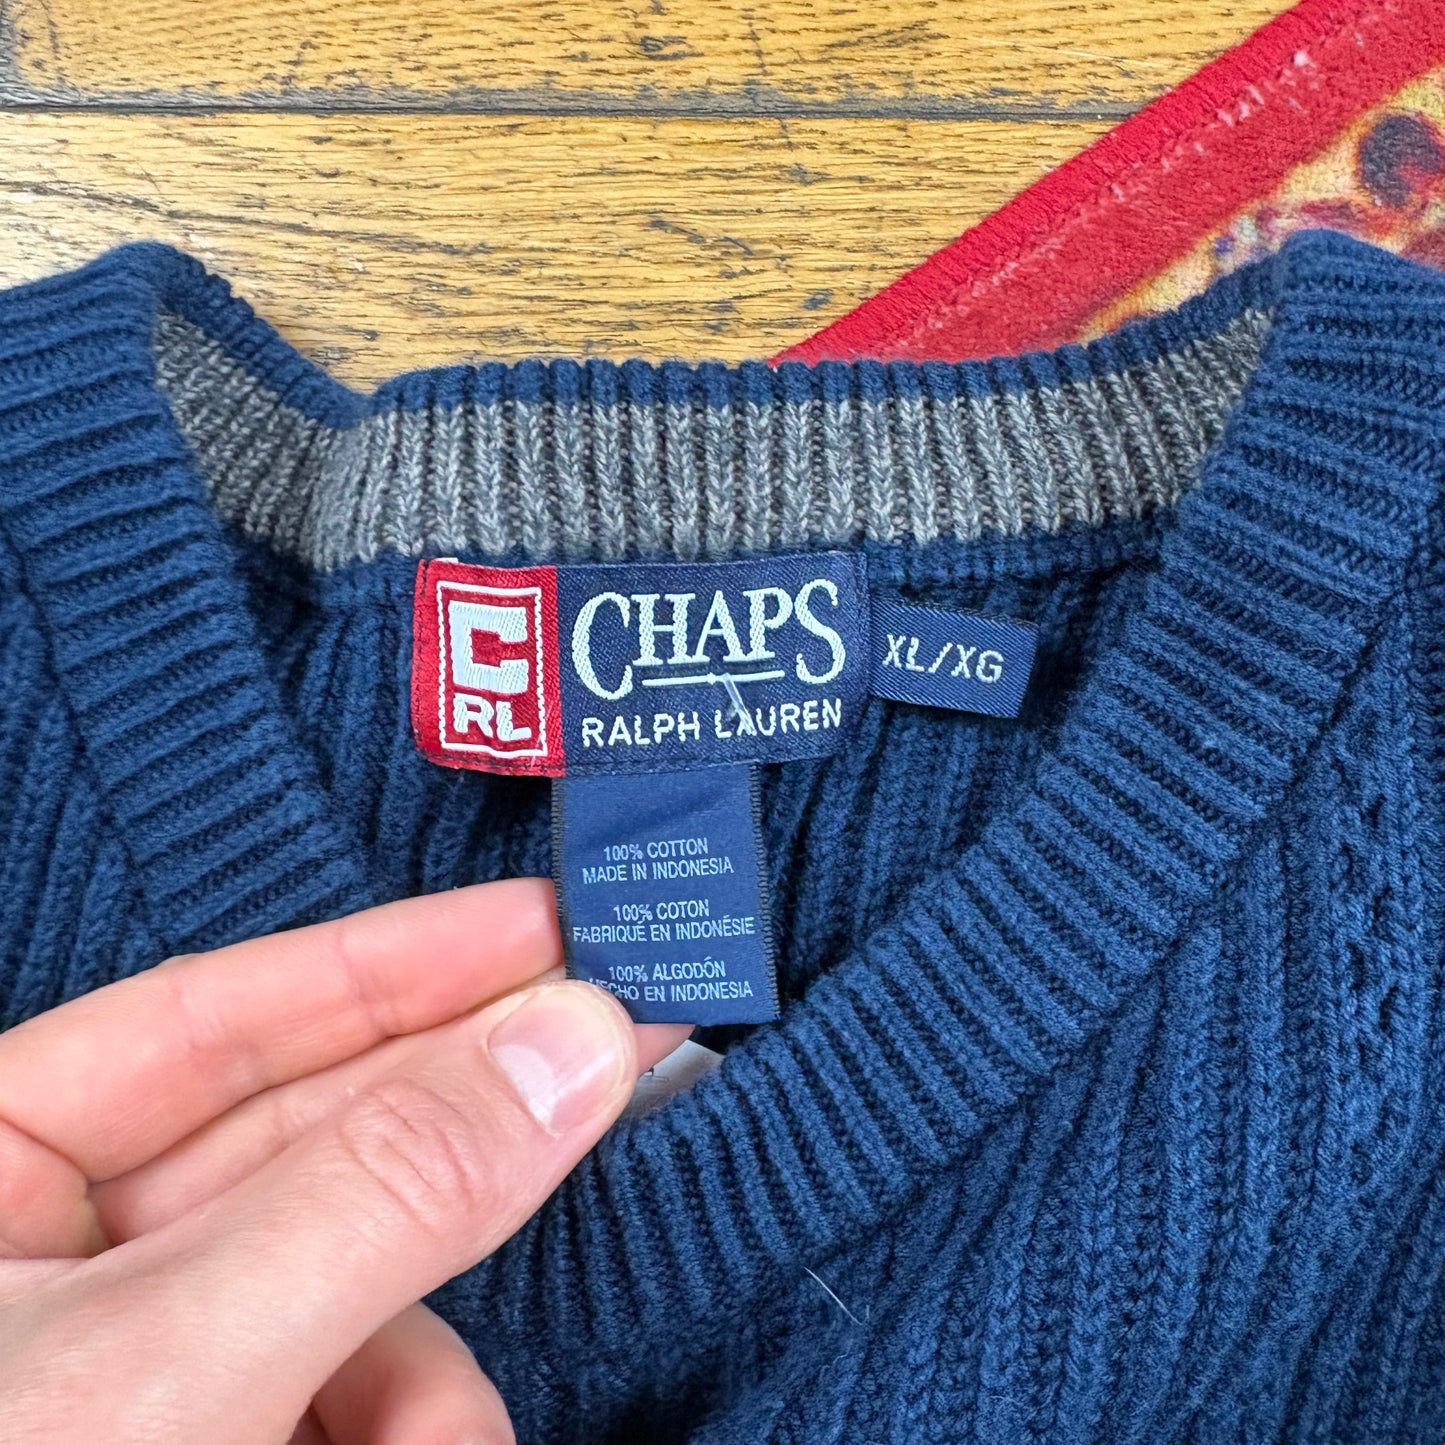 C
RL
CHAPS
RALPH LAUREN
XL/XG
100% COTTON
MADE IN INDONESIA
100% COTON
FABRIQUÉ EN INDONÉSIE
100% ALGODÓN
HECHO EN INDONESIA